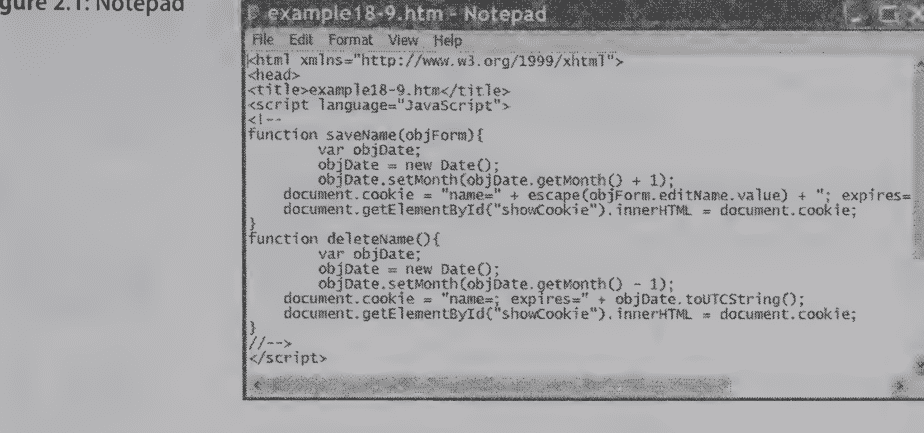 gure 2.1: Notepad
example18-9.htm - Notepad
File Edit Format View Help
<html xmlns="http://www.w3.org/1999/xhtml">
<head>
<title>example18-9.htm</title>
<script language="JavaScript">
<!--
function saveName(objForm){
var objDate;
objDate = new Date();
objDate.setMonth(objDate.getMonth() + 1);
document.cookie = "name=" + escape(objForm.editName.value) + "; expires=
document.getElementById("showCookie").innerHTML = document.cookie;
}
function deleteName(){
var objDate;
objDate = new Date();
objDate.setMonth(objDate.getMonth() - 1);
document.cookie = "name=; expires=" + objDate.toUTCString();
document.getElementById("showCookie").innerHTML = document.cookie;
}
//-->
</script>